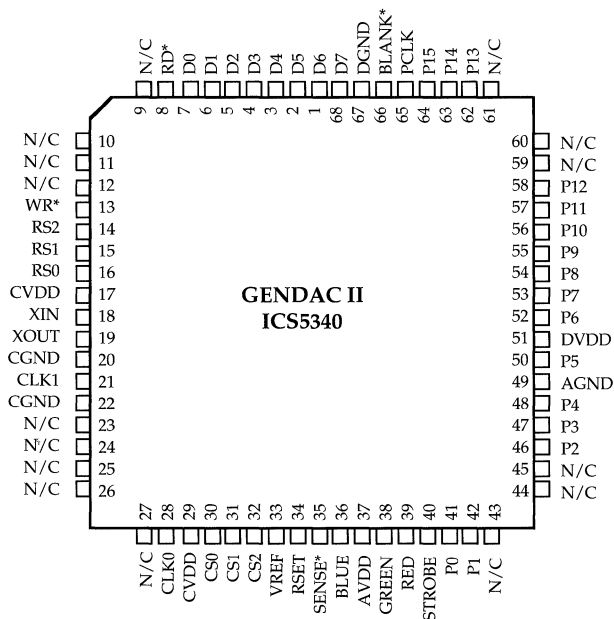 N/C RD* D0 D1 D2 D3 D4 D5 D6 D7 DGND BLANK* PCLK P15 P14 P13 N/C
9 8 7 6 5 4 3 2 1 68 67 66 65 64 63 62 61
N/C 10
N/C 11
N/C 12
WR* 13
RS2 14
RS1 15
RS0 16
CVDD 17
XIN 18
XOUT 19
CGND 20
CLK1 21
CGND 22
N/C 23
N/C 24
N/C 25
N/C 26
GENDAC II
ICS5340
60 N/C
59 N/C
58 P12
57 P11
56 P10
55 P9
54 P8
53 P7
52 P6
51 DVDD
50 P5
49 AGND
48 P4
47 P3
46 P2
45 N/C
44 N/C
27 28 29 30 31 32 33 34 35 36 37 38 39 40 41 42 43
N/C CLK0 CVDD CS0 CS1 CS2 VREF RSET SENSE* BLUE AVDD GREEN RED STROBE P0 P1 N/C